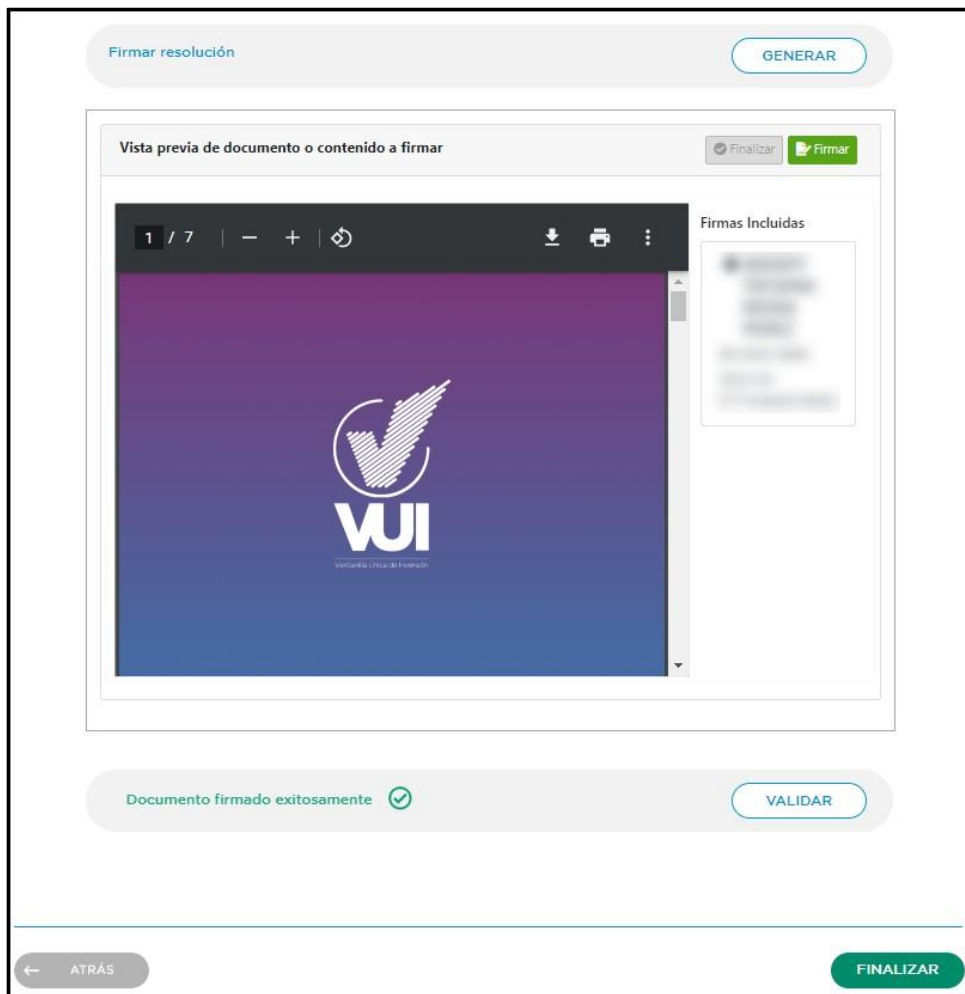 Firmar resolución
GENERAR
Vista previa de documento o contenido a firmar
Finalizar
Firmar
1 / 7
Firmas Incluidas
VUI
Ventanilla Única de Inversión
Documento firmado exitosamente
VALIDAR
ATRÁS
FINALIZAR